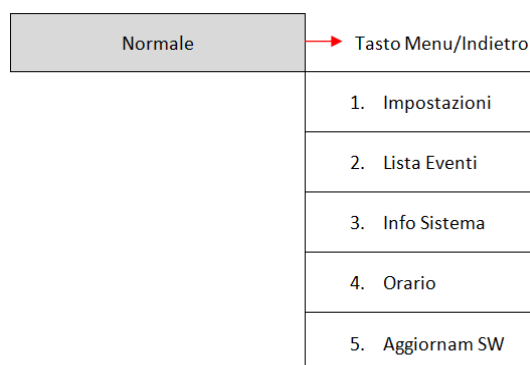 Normale
Tasto Menu/Indietro
1. Impostazioni
2. Lista Eventi
3. Info Sistema
4. Orario
5. Aggiornam SW